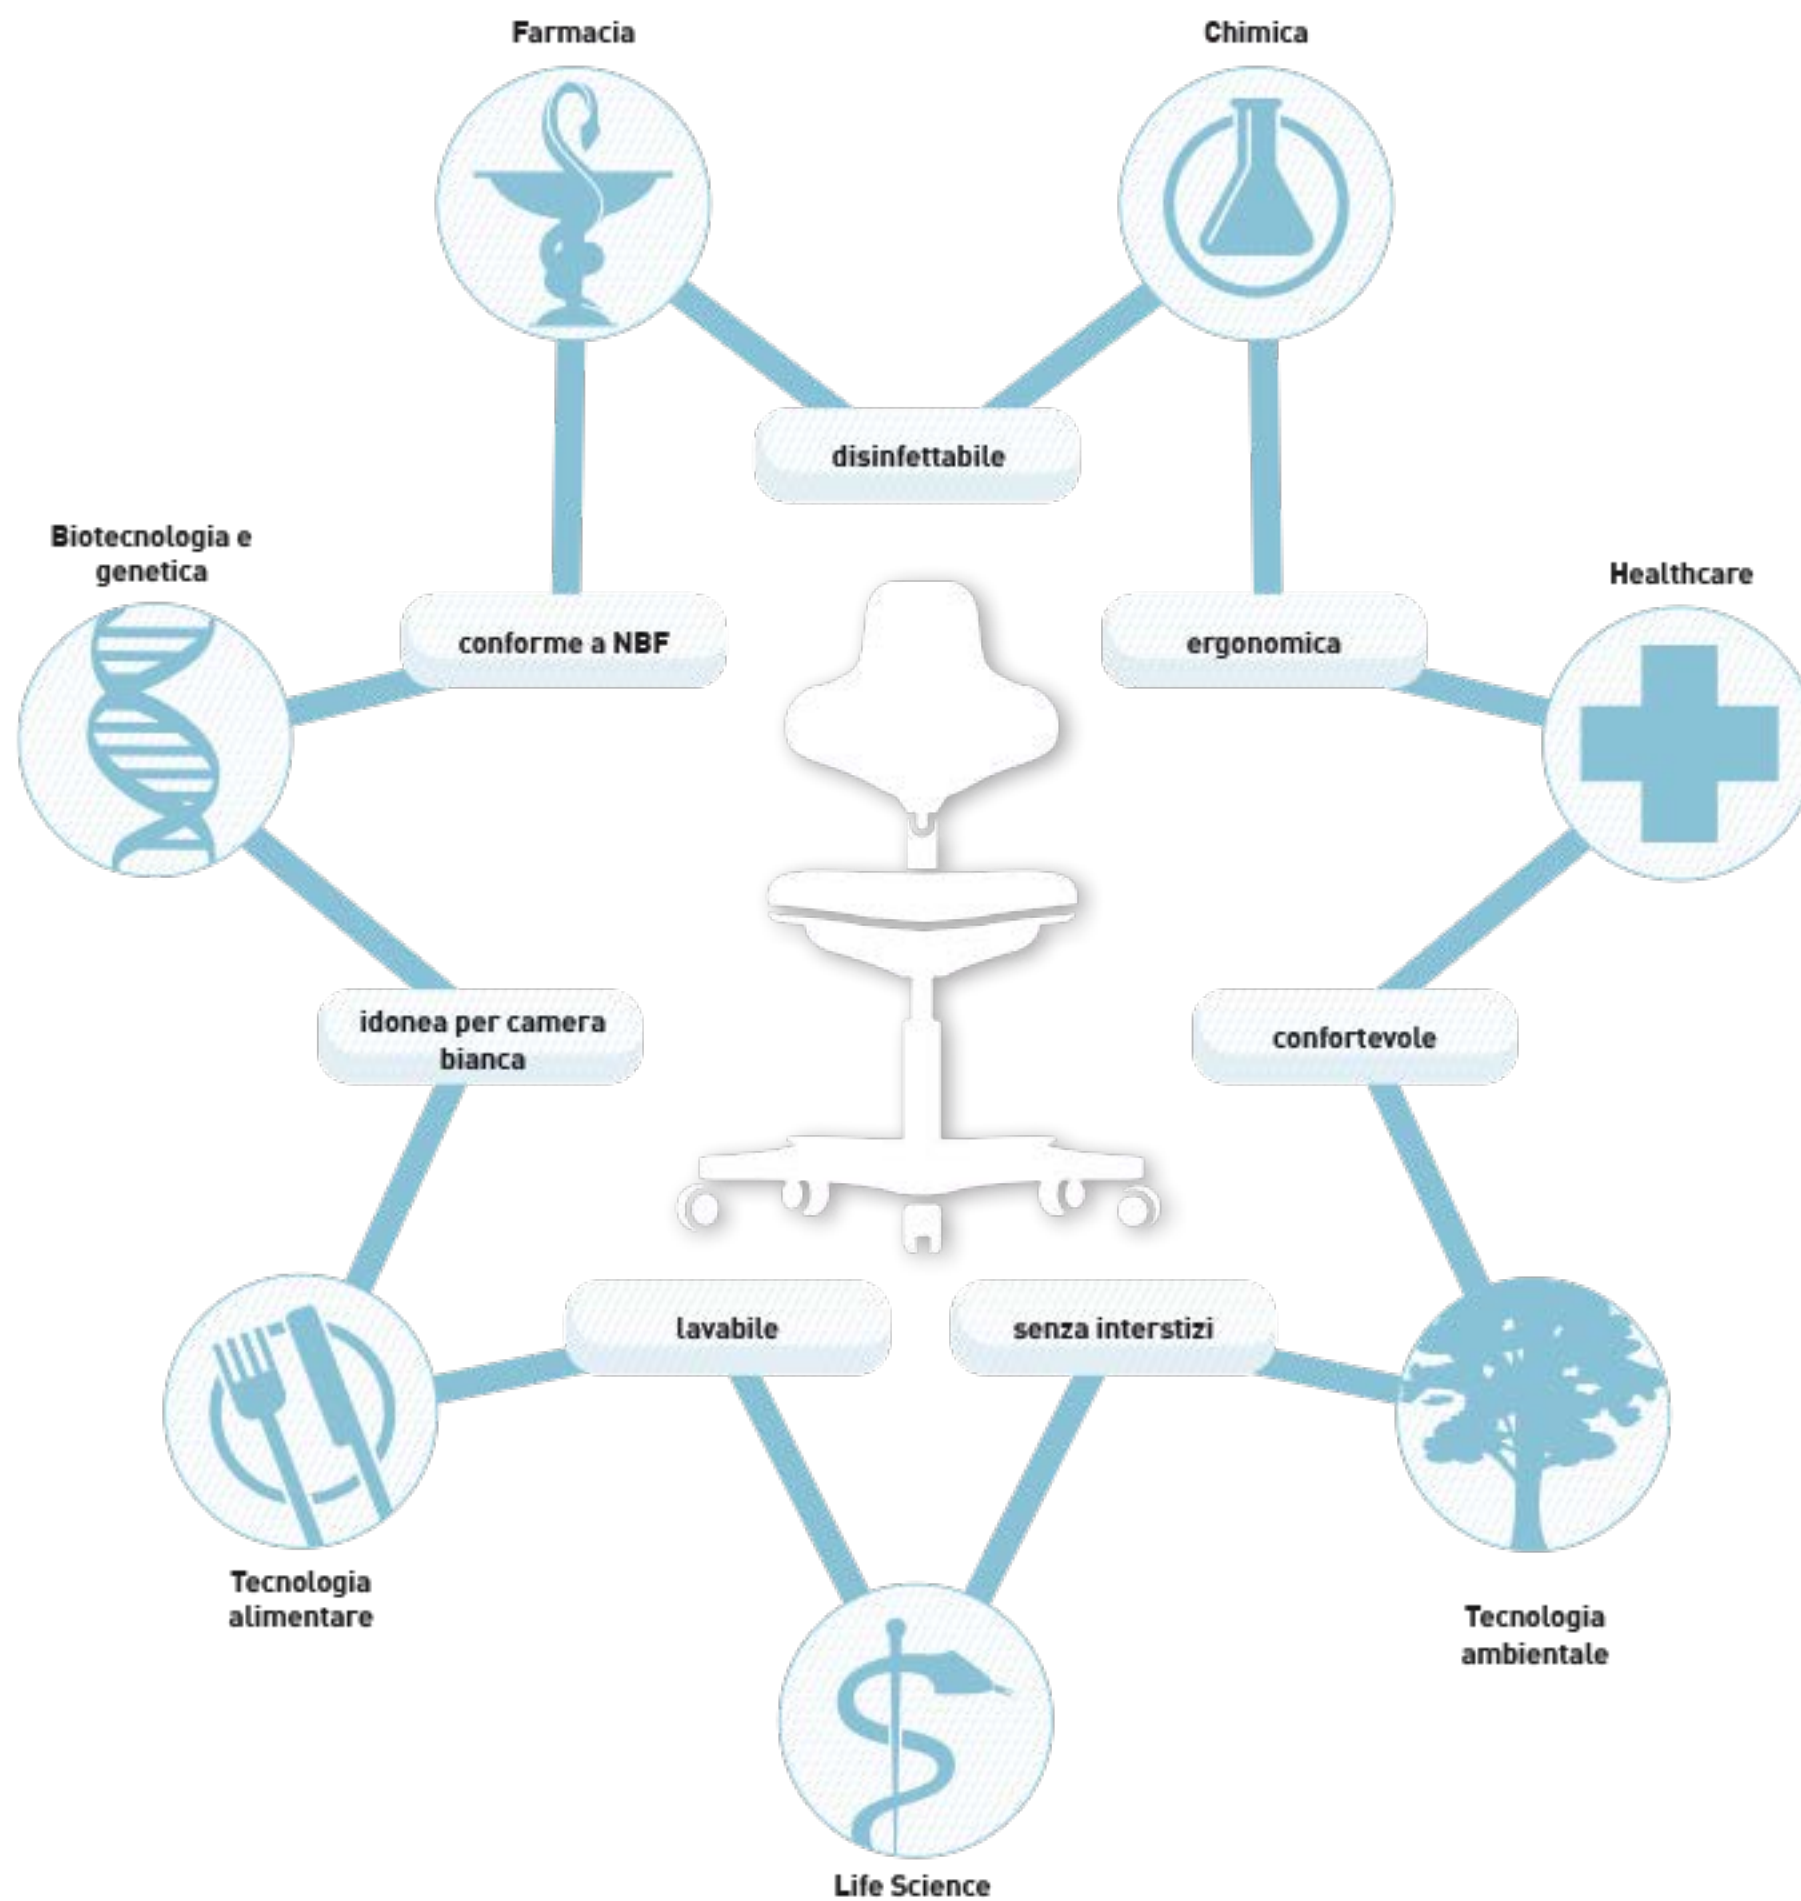 Farmacia
Chimica
disinfettabile
Biotecnologia e
genetica
Healthcare
conforme a NBF
ergonomica
idonea per camera
bianca
confortevole
lavabile
senza interstizi
Tecnologia
alimentare
Tecnologia
ambientale
Life Science